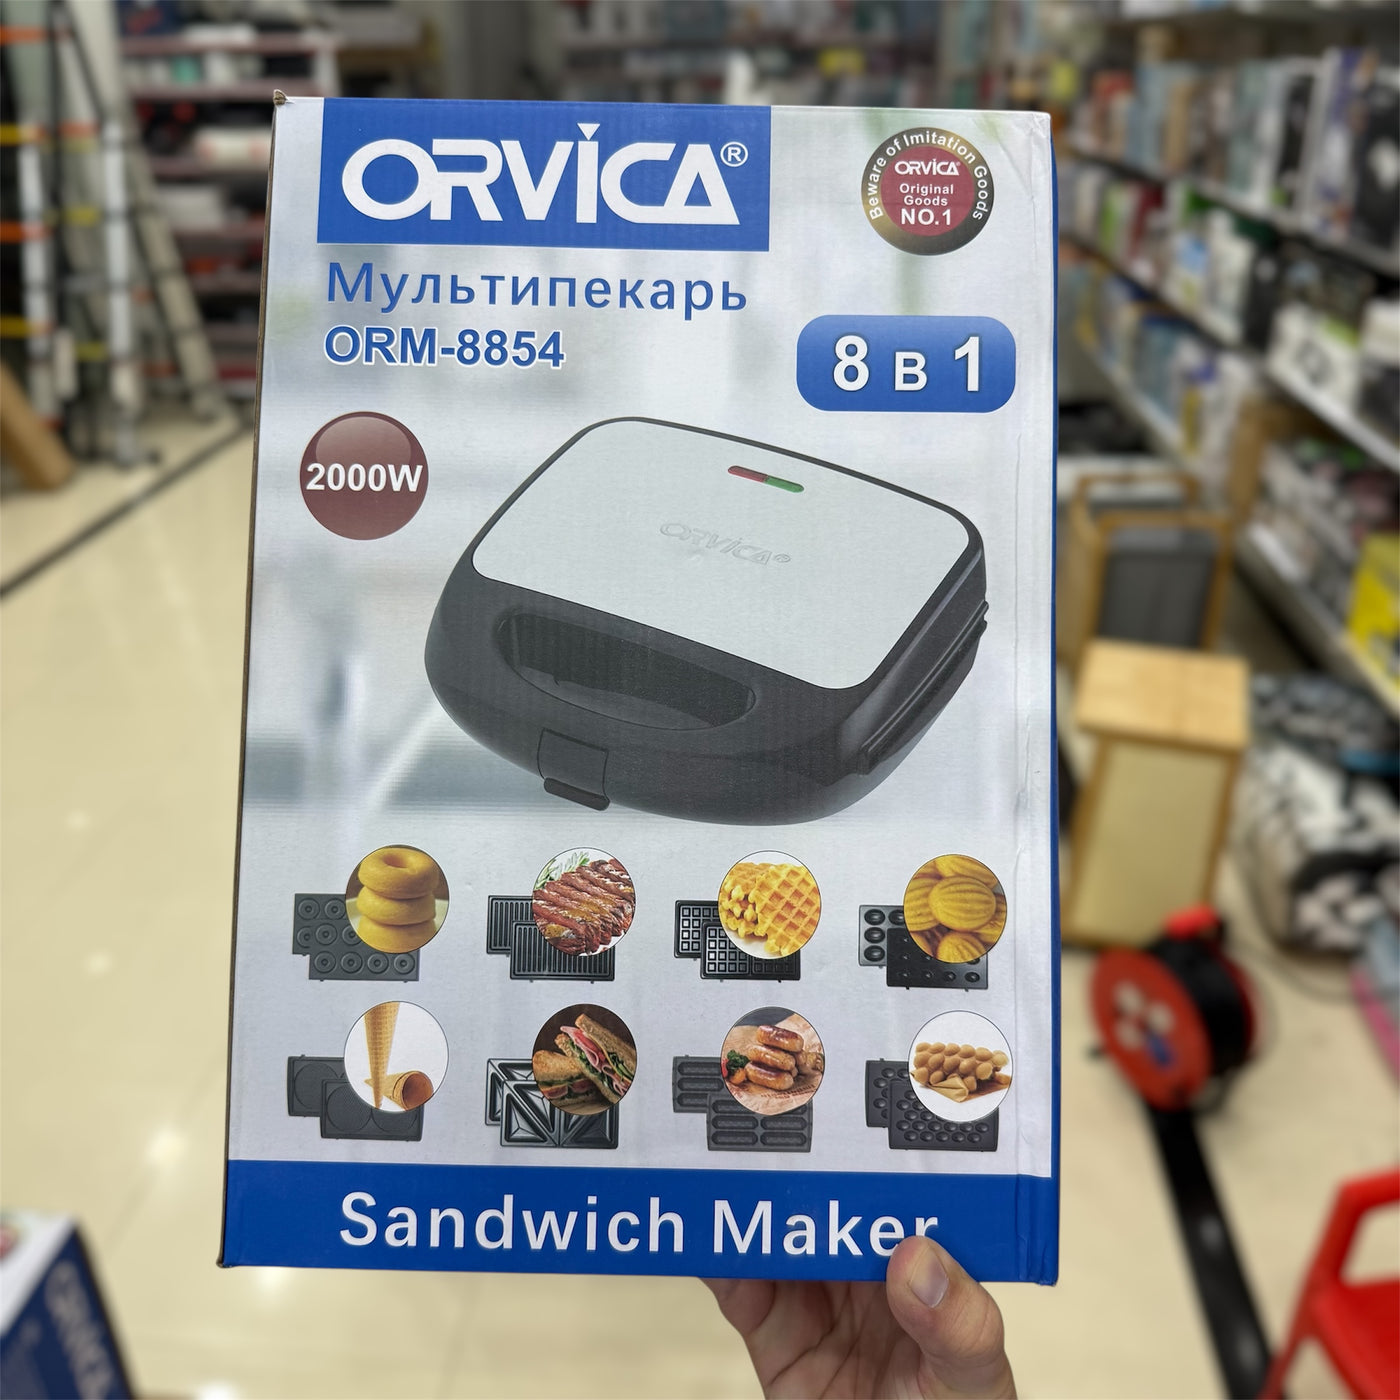 ORVICA®
Beware of Imitation Goods
ORVICA
Original
Goods
NO.1
Мультипекарь
ORM-8854
8 в 1
2000W
ORVICA®
Sandwich Maker
ORVICA